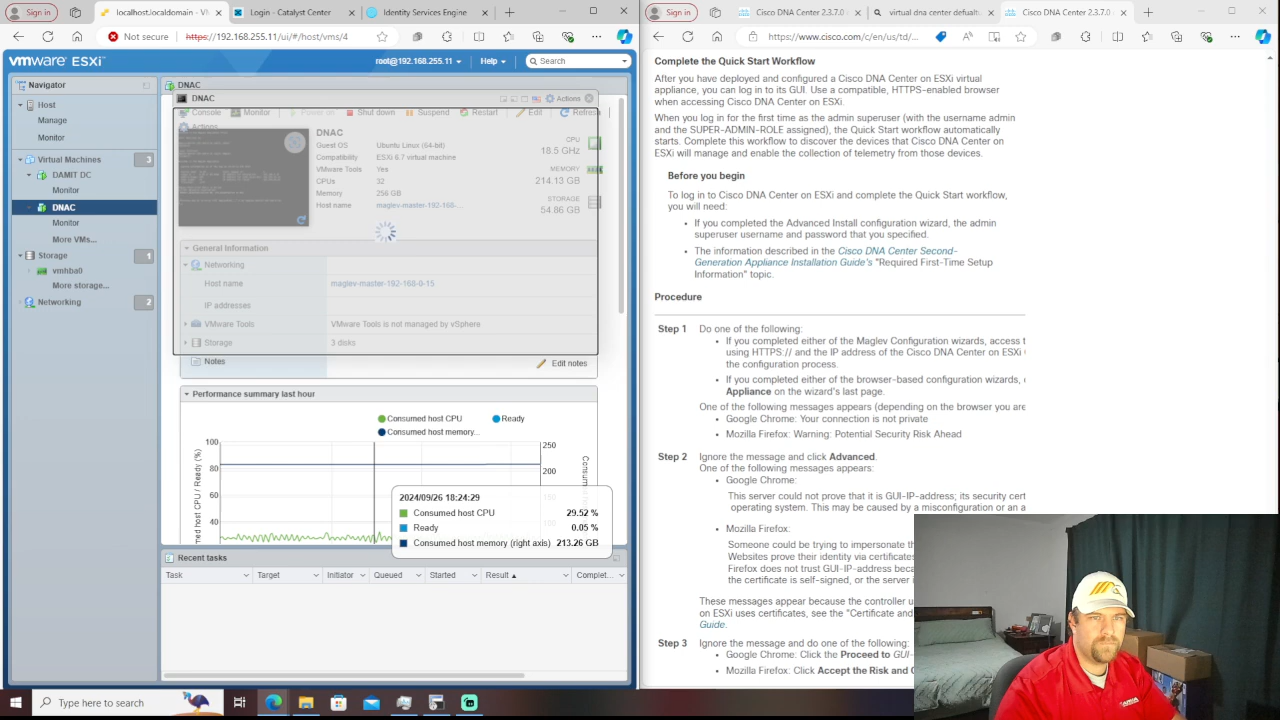 Sign in
localhost.localdomain - VM
Login - Catalyst Center
Identity Services Engine
Not secure
https://192.168.255.11/ui/#/host/vms/4
vmware ESXi
root@192.168.255.11
Help
Search
Navigator
Host
Manage
Monitor
Virtual Machines
3
DAMIT DC
Monitor
DNAC
Monitor
More VMs...
Storage
1
vmhba0
More storage...
Networking
2
DNAC
DNAC
Actions
Console
Monitor
Power on
Shut down
Suspend
Restart
Edit
Refresh
Actions
DNAC
Guest OS
Ubuntu Linux (64-bit)
Compatibility
ESXi 6.7 virtual machine
VMware Tools
Yes
CPUs
32
Memory
256 GB
Host name
maglev-master-192-168-...
CPU
18.5 GHz
MEMORY
214.13 GB
STORAGE
54.86 GB
General Information
Networking
Host name
maglev-master-192-168-0-15
IP addresses
VMware Tools
VMware Tools is not managed by vSphere
Storage
3 disks
Notes
Edit notes
Performance summary last hour
Consumed host CPU
Ready
Consumed host memory...
100
80
60
40
250
200
2024/09/26 18:24:29
Consumed host CPU 29.52 %
Ready 0.05 %
Consumed host memory (right axis) 213.26 GB
Recent tasks
Task
Target
Initiator
Queued
Started
Result
Complet...
Type here to search
Sign in
Cisco DNA Center 2.3.7.0
virtual dna center defualt
Cisco DNA Center 2.3.7.0
https://www.cisco.com/c/en/us/td/...
Complete the Quick Start Workflow
After you have deployed and configured a Cisco DNA Center on ESXi virtual
appliance, you can log in to its GUI. Use a compatible, HTTPS-enabled browser
when accessing Cisco DNA Center on ESXi.
When you log in for the first time as the admin superuser (with the username admin
and the SUPER-ADMIN-ROLE assigned), the Quick Start workflow automatically
starts. Complete this workflow to discover the devices that Cisco DNA Center on
ESXi will manage and enable the collection of telemetry from those devices.
Before you begin
To log in to Cisco DNA Center on ESXi and complete the Quick Start workflow,
you will need:
If you completed the Advanced Install configuration wizard, the admin
superuser username and password that you specified.
The information described in the Cisco DNA Center Second-
Generation Appliance Installation Guide's "Required First-Time Setup
Information" topic.
Procedure
Step 1 Do one of the following:
If you completed either of the Maglev Configuration wizards, access t
using HTTPS:// and the IP address of the Cisco DNA Center on ESXi
the configuration process.
If you completed either of the browser-based configuration wizards,
Appliance on the wizard's last page.
One of the following messages appears (depending on the browser you are
Google Chrome: Your connection is not private
Mozilla Firefox: Warning: Potential Security Risk Ahead
Step 2 Ignore the message and click Advanced.
One of the following messages appears:
Google Chrome:
This server could not prove that it is GUI-IP-address; its security cert
operating system. This may be caused by a misconfiguration or an a
Mozilla Firefox:
Someone could be trying to impersonate th
Websites prove their identity via certificates
Firefox does not trust GUI-IP-address beca
the certificate is self-signed, or the server i
These messages appear because the controller u
on ESXi uses certificates, see the "Certificate and
Guide.
Step 3 Ignore the message and do one of the following:
Google Chrome: Click the Proceed to GUI-
Mozilla Firefox: Click Accept the Risk and C